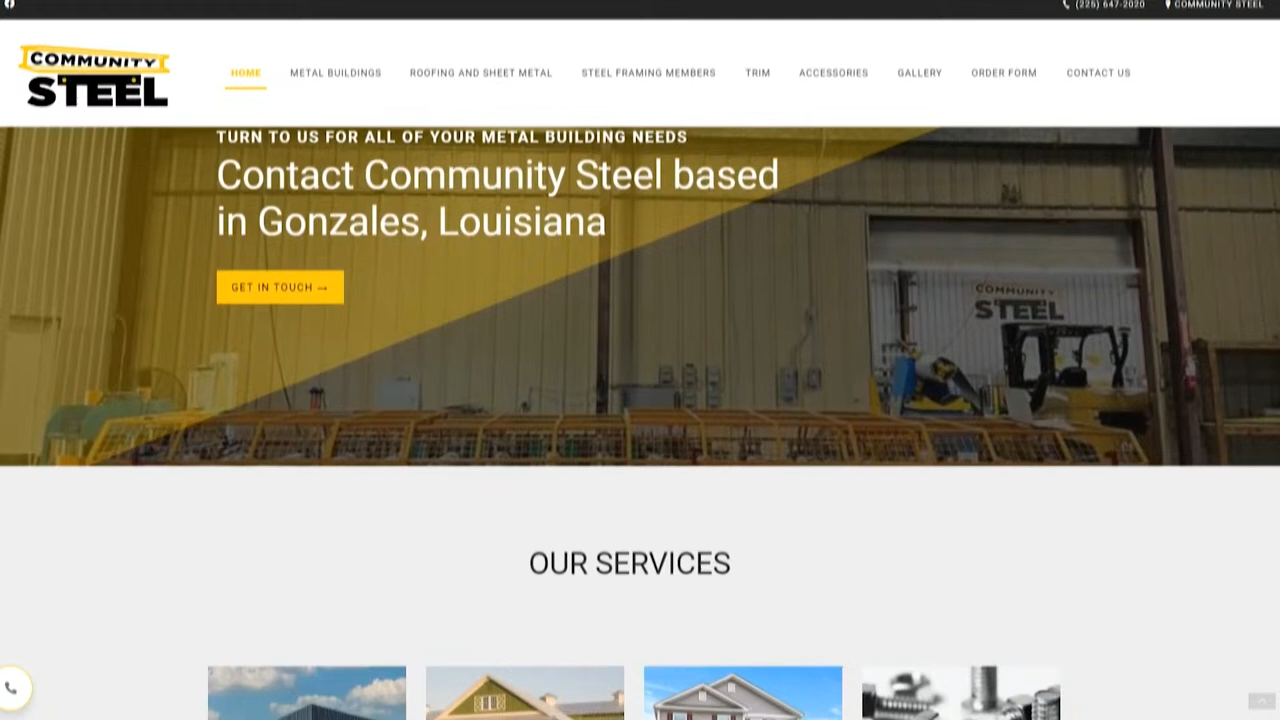 (225) 647-2020 COMMUNITY STEEL
COMMUNITY
STEEL
HOME METAL BUILDINGS ROOFING AND SHEET METAL STEEL FRAMING MEMBERS TRIM ACCESSORIES GALLERY ORDER FORM CONTACT US
TURN TO US FOR ALL OF YOUR METAL BUILDING NEEDS
Contact Community Steel based
in Gonzales, Louisiana
GET IN TOUCH →
COMMUNITY
STEEL
OUR SERVICES